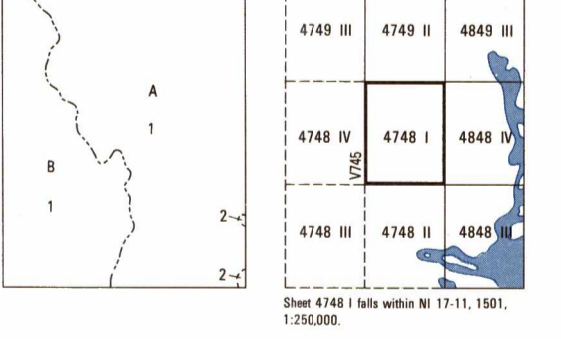 A
1
B
1
2
2
4749 III 4749 II 4849 III
4748 IV 4748 I 4848 IV
V745
4748 III 4748 II 4848 III
Sheet 4748 I falls within NI 17-11, 1501,
1:250,000.